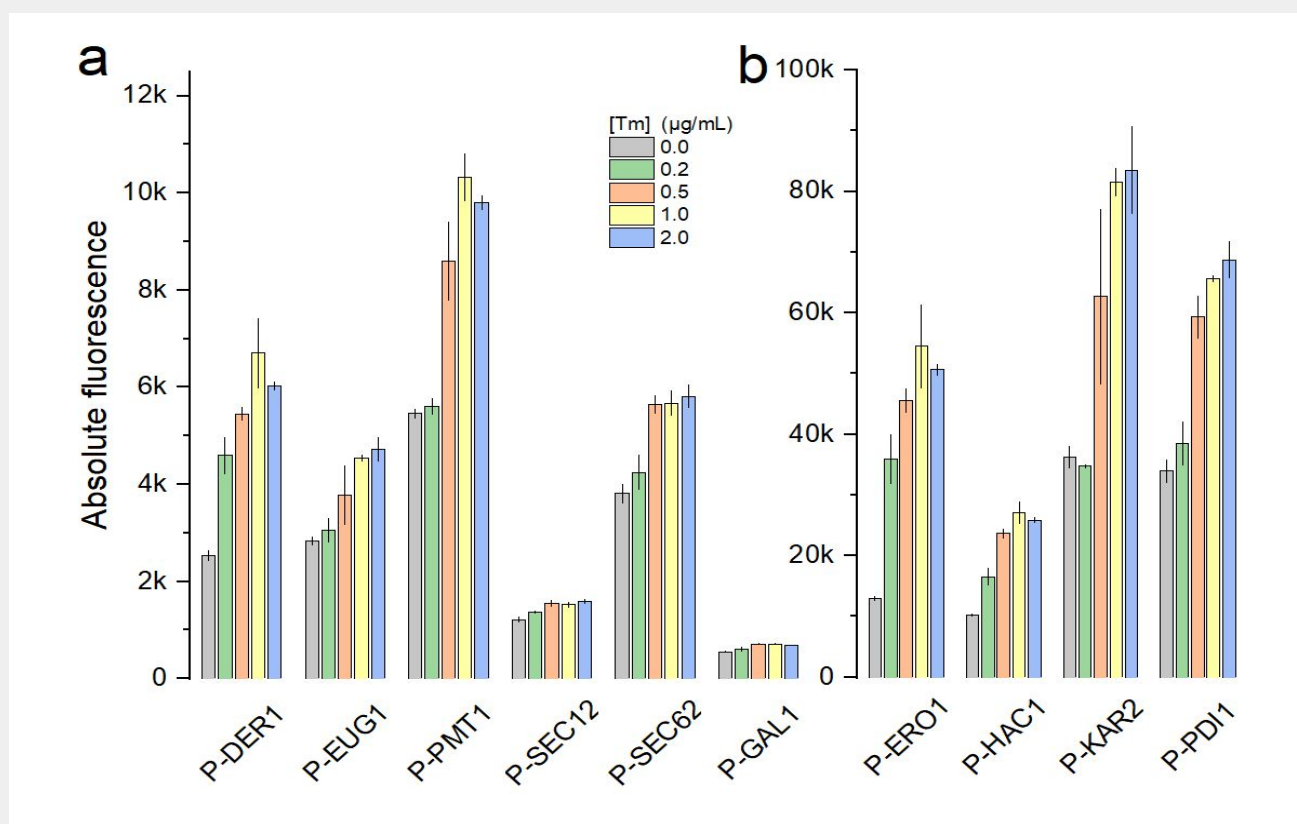 a
Absolute fluorescence
12k
10k
8k
6k
4k
2k
0
[Tm] (µg/mL)
0.0
0.2
0.5
1.0
2.0
P-DER1
P-EUG1
P-PMT1
P-SEC12
P-SEC62
P-GAL1
b
100k
80k
60k
40k
20k
0
P-ERO1
P-HAC1
P-KAR2
P-PDI1